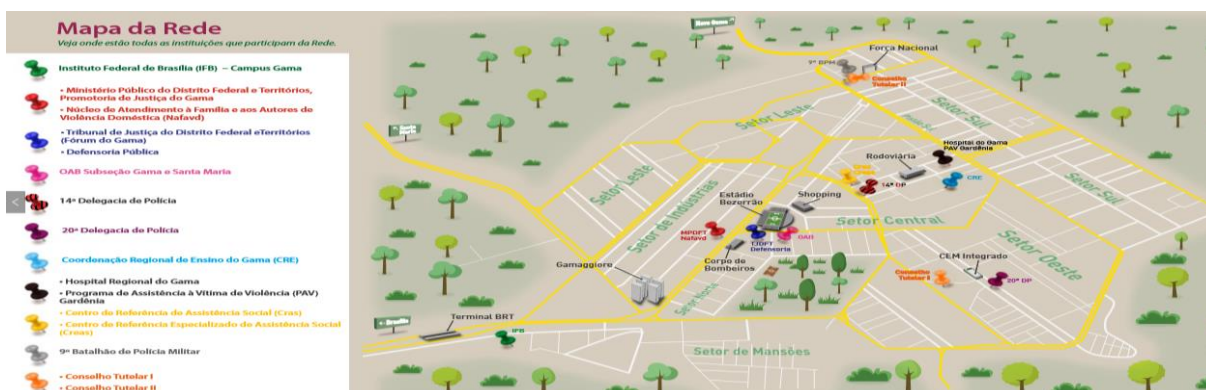 Mapa da Rede
Veja onde estão todas as instituições que participam da Rede.
Instituto Federal de Brasília (IFB) – Campus Gama
• Ministério Público do Distrito Federal e Territórios,
Promotoria de Justiça do Gama
• Núcleo de Atendimento à Família e aos Autores de
Violência Doméstica (Nafavd)
• Tribunal de Justiça do Distrito Federal eTerritórios
(Fórum do Gama)
• Defensoria Pública
OAB Subseção Gama e Santa Maria
14ª Delegacia de Polícia
20ª Delegacia de Polícia
Coordenação Regional de Ensino do Gama (CRE)
• Hospital Regional do Gama
• Programa de Assistência à Vítima de Violência (PAV)
Gardênia
• Centro de Referência de Assistência Social (Cras)
• Centro de Referência Especializado de Assistência Social
(Creas)
9º Batalhão de Polícia Militar
• Conselho Tutelar I
• Conselho Tutelar II
Novo Gama
Força Nacional
9º BPM
Conselho
Tutelar II
Setor Leste
Setor Sul
Hospital do Gama
PAV Gardênia
Santa
Maria
Rodoviária
Cras
Creas
14ª DP
CRE
Setor Leste
Setor de Indústrias
Estádio
Bezerrão
Shopping
Setor Sul
Setor Central
MPDFT
Nafavd
TJDFT
Defensoria
OAB
Corpo de
Bombeiros
Setor Oeste
CEM Integrado
Gamaggiore
Conselho
Tutelar I
20ª DP
Setor Norte
Brasília
Terminal BRT
IFB
Setor de Mansões